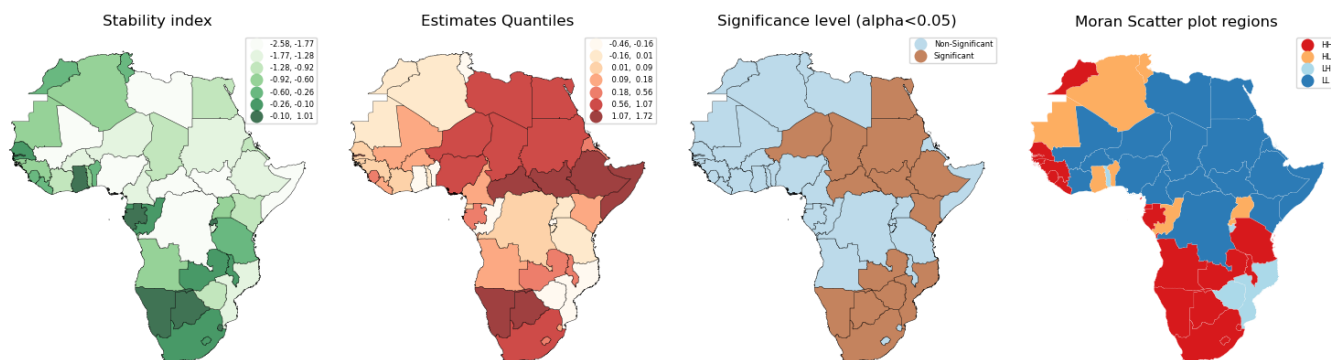 Stability index
-2.58, -1.77
-1.77, -1.28
-1.28, -0.92
-0.92, -0.60
-0.60, -0.26
-0.26, -0.10
-0.10, 1.01
Estimates Quantiles
-0.46, -0.16
-0.16, 0.01
0.01, 0.09
0.09, 0.18
0.18, 0.56
0.56, 1.07
1.07, 1.72
Significance level (alpha<0.05)
Non-Significant
Significant
Moran Scatter plot regions
HH
HL
LH
LL